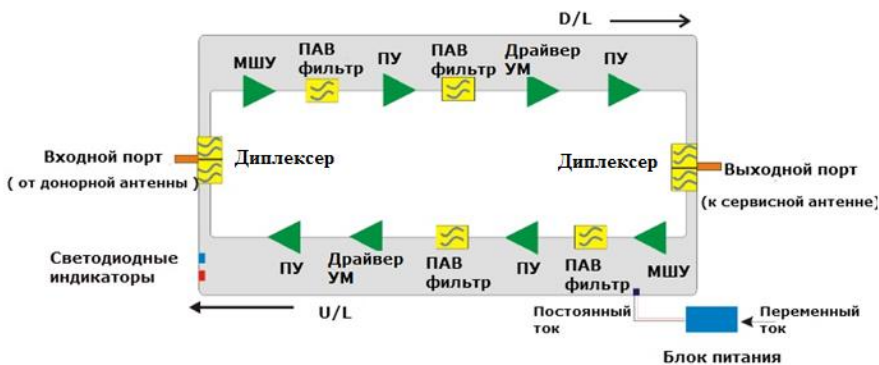 D/L
МШУ
ПАВ
фильтр
ПУ
ПАВ
фильтр
Драйвер
УМ
ПУ
Входной порт
( от донорной антенны )
Диплексер
Диплексер
Выходной порт
(к сервисной антенне)
Светодиодные
индикаторы
ПУ
Драйвер
УМ
ПАВ
фильтр
ПУ
ПАВ
фильтр
МШУ
U/L
Постоянный
ток
Переменный
ток
Блок питания